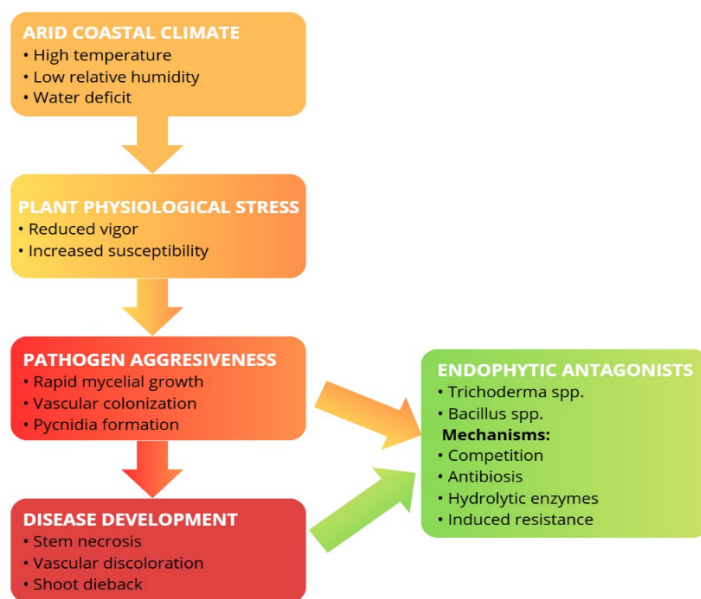 ARID COASTAL CLIMATE
• High temperature
• Low relative humidity
• Water deficit
PLANT PHYSIOLOGICAL STRESS
• Reduced vigor
• Increased susceptibility
PATHOGEN AGGRESIVENESS
• Rapid mycelial growth
• Vascular colonization
• Pycnidia formation
DISEASE DEVELOPMENT
• Stem necrosis
• Vascular discoloration
• Shoot dieback
ENDOPHYTIC ANTAGONISTS
• Trichoderma spp.
• Bacillus spp.
Mechanisms:
• Competition
• Antibiosis
• Hydrolytic enzymes
• Induced resistance